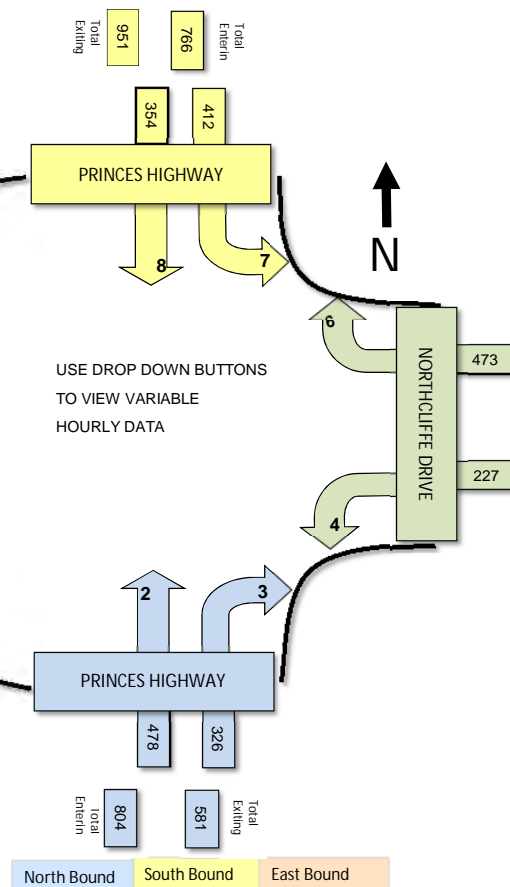 Total
Exiting
951
766
Total
Enterin
354
412
PRINCES HIGHWAY
8
7
N
6
473
USE DROP DOWN BUTTONS
TO VIEW VARIABLE
HOURLY DATA
NORTHCLIFFE DRIVE
227
4
2
3
PRINCES HIGHWAY
478
326
Total
Enterin
804
581
Total
Exiting
North Bound
South Bound
East Bound